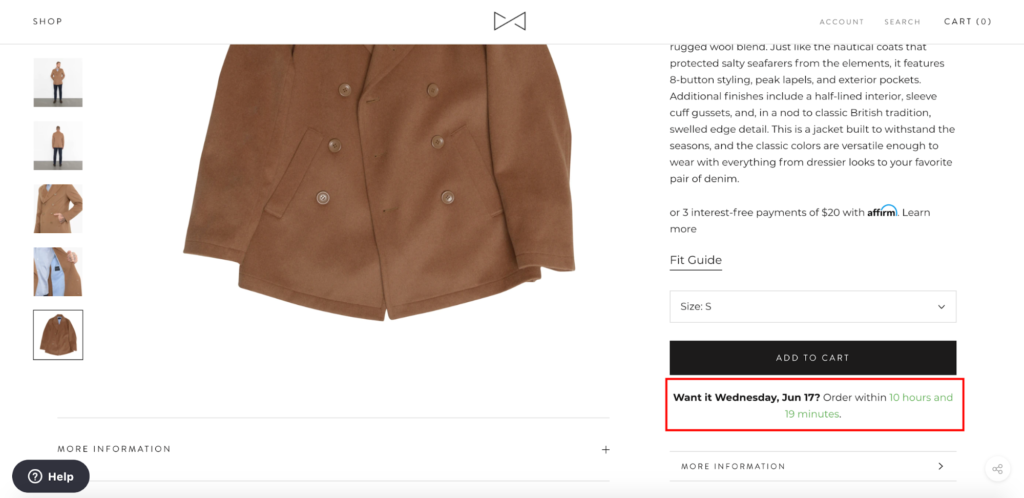 SHOP
ACCOUNT
SEARCH
CART (0)
rugged wool blend. Just like the nautical coats that
protected salty seafarers from the elements, it features
8-button styling, peak lapels, and exterior pockets.
Additional finishes include a half-lined interior, sleeve
cuff gussets, and, in a nod to classic British tradition,
swelled edge detail. This is a jacket built to withstand the
seasons, and the classic colors are versatile enough to
wear with everything from dressier looks to your favorite
pair of denim.
or 3 interest-free payments of $20 with affirm. Learn
more
Fit Guide
Size: S
ADD TO CART
Want it Wednesday, Jun 17? Order within 10 hours and
19 minutes.
MORE INFORMATION
MORE INFORMATION
Help